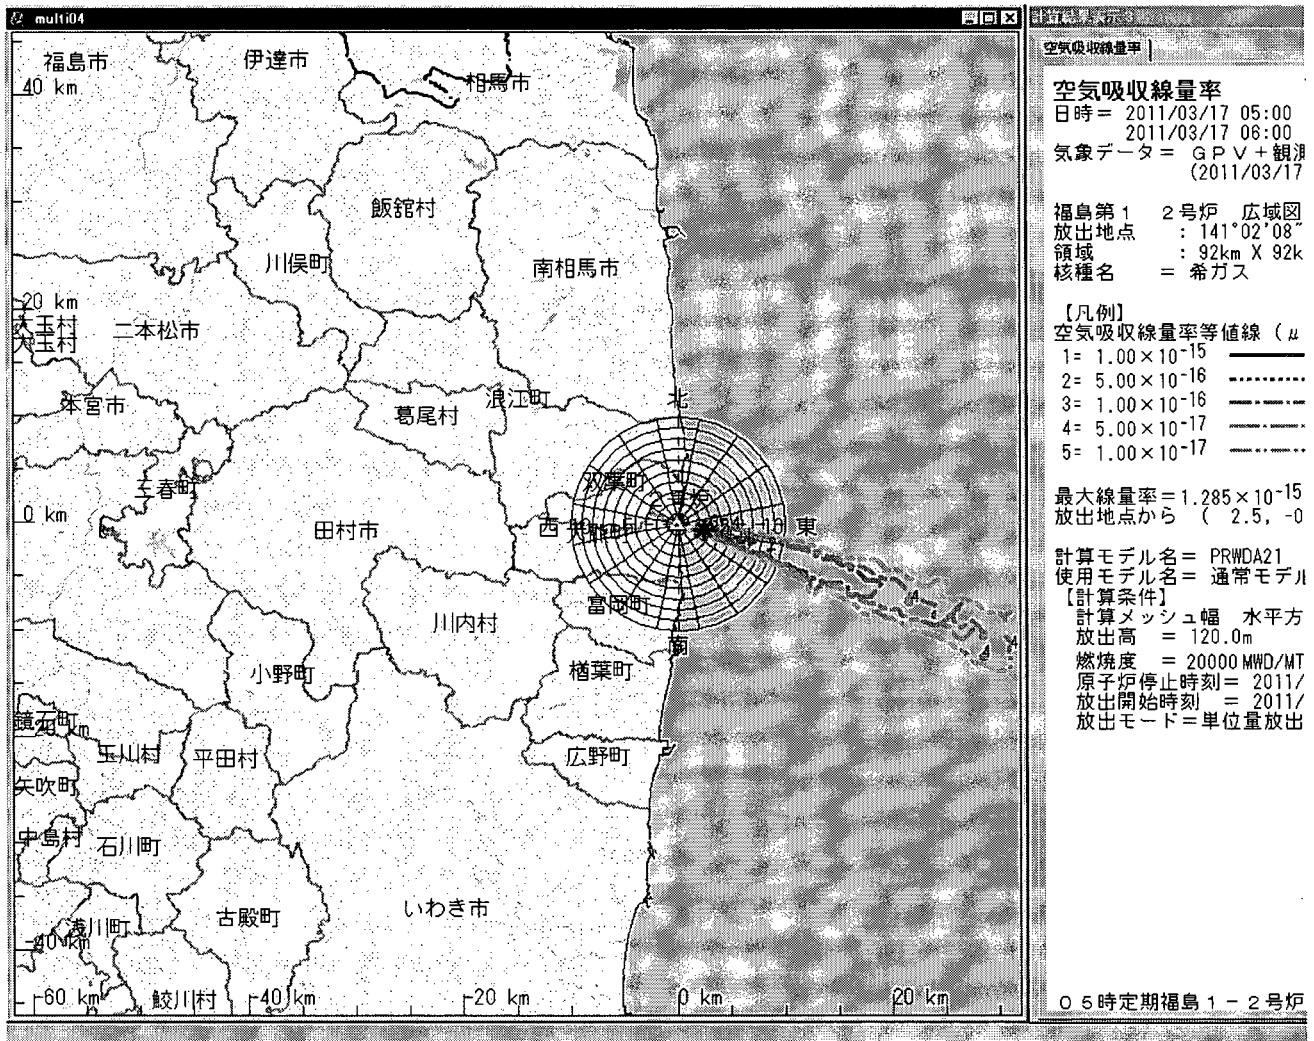 multi04
福島市
伊達市
相馬市
40 km
飯舘村
川俣町
南相馬市
20 km
大玉村
大玉村
二本松市
本宮市
浪江町
北
葛尾村
双葉町
三春町
0 km
田村市
西
東
富岡町
川内村
南
小野町
楢葉町
鏡石町
玉川村
平田村
広野町
矢吹町
中島村
石川町
いわき市
古殿町
浅川町
-40 km
鮫川村
-60 km
-40 km
-20 km
0 km
20 km
空気吸収線量率
空気吸収線量率
日時= 2011/03/17 05:00
2011/03/17 06:00
気象データ= GPV+観測
(2011/03/17
福島第1 2号炉 広域図
放出地点 : 141°02'08"
領域 : 92km X 92k
核種名 = 希ガス
【凡例】
空気吸収線量率等値線 (μ
1= 1.00×10-15
2= 5.00×10-16
3= 1.00×10-16
4= 5.00×10-17
5= 1.00×10-17
最大線量率=1.285×10-15
放出地点から ( 2.5, -0
計算モデル名= PRWDA21
使用モデル名= 通常モデル
【計算条件】
計算メッシュ幅 水平方
放出高 = 120.0m
燃焼度 = 20000MWD/MT
原子炉停止時刻= 2011/
放出開始時刻 = 2011/
放出モード=単位量放出
05時定期福島1-2号炉